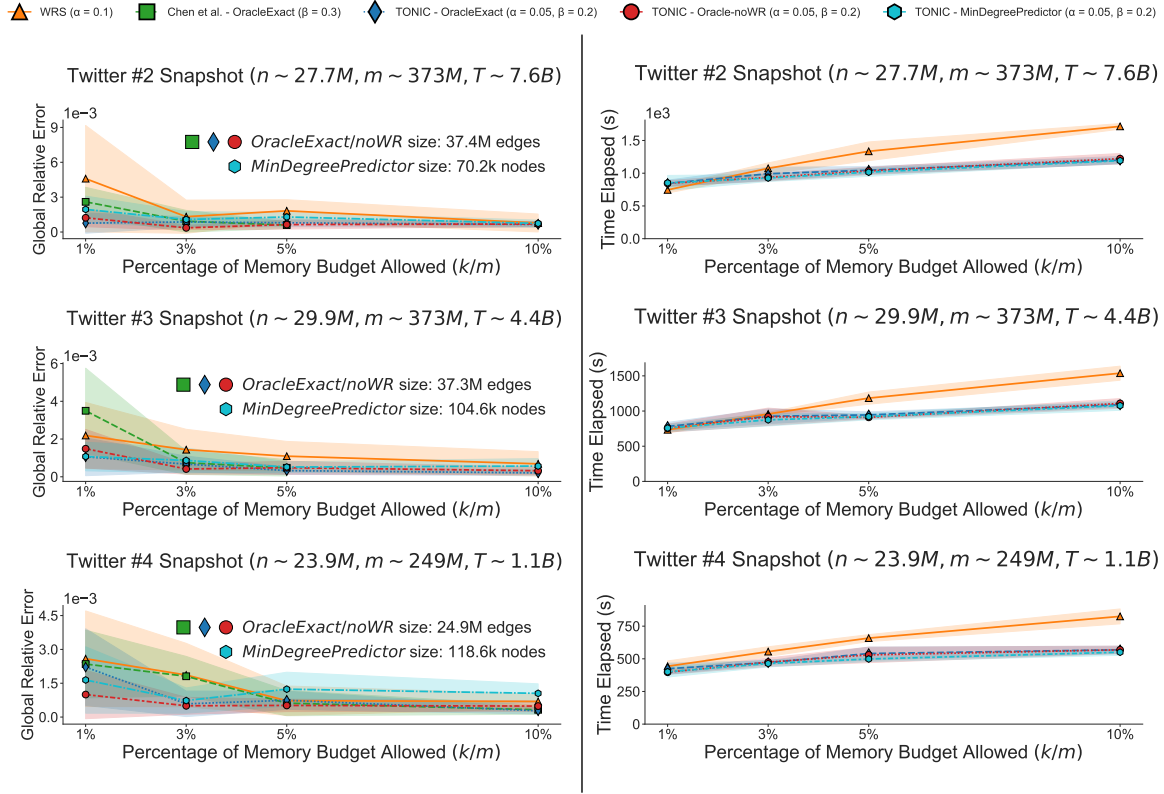 WRS (α = 0.1) Chen et al. - OracleExact (β = 0.3) TONIC - OracleExact (α = 0.05, β = 0.2) TONIC - Oracle-noWR (α = 0.05, β = 0.2) TONIC - MinDegreePredictor (α = 0.05, β = 0.2)
Twitter #2 Snapshot (n ~ 27.7M, m ~ 373M, T ~ 7.6B)
1e−3
Global Relative Error
9
6
3
0
OracleExact/noWR size: 37.4M edges
MinDegreePredictor size: 70.2k nodes
1% 3% 5% 10%
Percentage of Memory Budget Allowed (k/m)
Twitter #3 Snapshot (n ~ 29.9M, m ~ 373M, T ~ 4.4B)
1e−3
Global Relative Error
6
4
2
0
OracleExact/noWR size: 37.3M edges
MinDegreePredictor size: 104.6k nodes
1% 3% 5% 10%
Percentage of Memory Budget Allowed (k/m)
Twitter #4 Snapshot (n ~ 23.9M, m ~ 249M, T ~ 1.1B)
1e−3
Global Relative Error
4.5
3.0
1.5
0.0
OracleExact/noWR size: 24.9M edges
MinDegreePredictor size: 118.6k nodes
1% 3% 5% 10%
Percentage of Memory Budget Allowed (k/m)
Twitter #2 Snapshot (n ~ 27.7M, m ~ 373M, T ~ 7.6B)
1e3
Time Elapsed (s)
1.5
1.0
0.5
0.0
1% 3% 5% 10%
Percentage of Memory Budget Allowed (k/m)
Twitter #3 Snapshot (n ~ 29.9M, m ~ 373M, T ~ 4.4B)
Time Elapsed (s)
1500
1000
500
0
1% 3% 5% 10%
Percentage of Memory Budget Allowed (k/m)
Twitter #4 Snapshot (n ~ 23.9M, m ~ 249M, T ~ 1.1B)
Time Elapsed (s)
750
500
250
0
1% 3% 5% 10%
Percentage of Memory Budget Allowed (k/m)